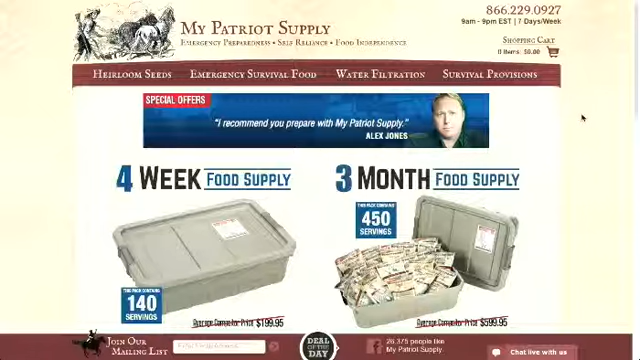 My Patriot Supply
Emergency Preparedness • Self Reliance • Food Independence
866.229.0927
9am - 9pm EST | 7 Days/Week
Shopping Cart
0 Items: $0.00
Heirloom Seeds
Emergency Survival Food
Water Filtration
Survival Provisions
SPECIAL OFFERS
"I recommend you prepare with My Patriot Supply."
ALEX JONES
4 Week Food Supply
3 Month Food Supply
THIS PACK CONTAINS
450
SERVINGS
THIS PACK CONTAINS
140
SERVINGS
Average Competitor Price $199.95
Average Competitor Price $599.95
Join Our
Mailing List
DEAL
OF THE
DAY
26,375 people like
My Patriot Supply.
Chat live with us